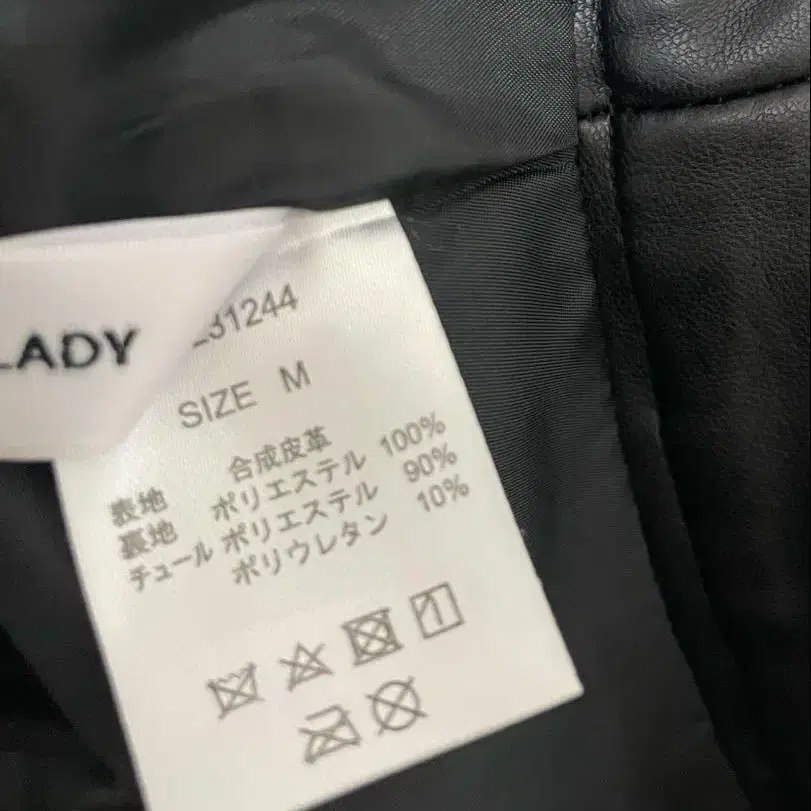 LADY
31244
SIZE M
表地 合成皮革
裏地 ポリエステル 100%
チュール ポリエステル 90%
ポリウレタン 10%